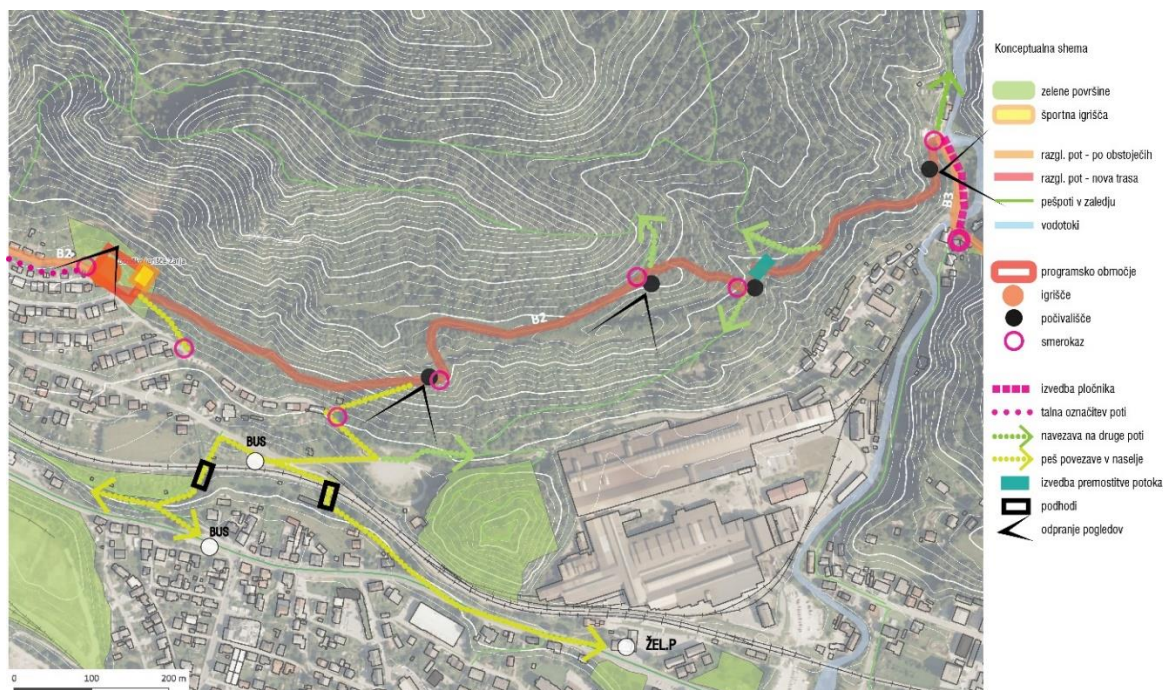 Konceptualna shema
zelene površine
športna igrišča
razgl. pot - po obstoječih
razgl. pot - nova trasa
pešpoti v zaledju
vodotoki
programsko območje
igrišče
počivališče
smerokaz
izvedba pločnika
talna označitev poti
navezava na druge poti
peš povezave v naselje
izvedba premostitve potoka
podhodi
odpranje pogledov
B3
B2
B2
BUS
BUS
ŽEL.P
0 100 200 m